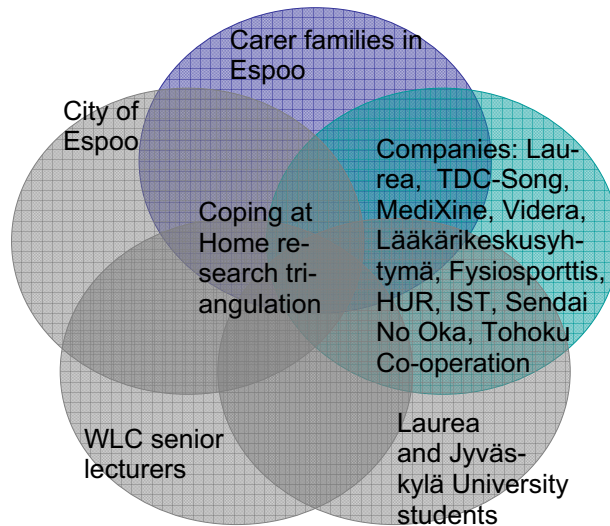 Carer families in
Espoo
City of
Espoo
Companies: Lau-
rea, TDC-Song,
MediXine, Videra,
Lääkärikeskusyh-
tymä, Fysiosporttis,
HUR, IST, Sendai
No Oka, Tohoku
Co-operation
Coping at
Home re-
search tri-
angulation
WLC senior
lecturers
Laurea
and Jyväs-
kylä University
students